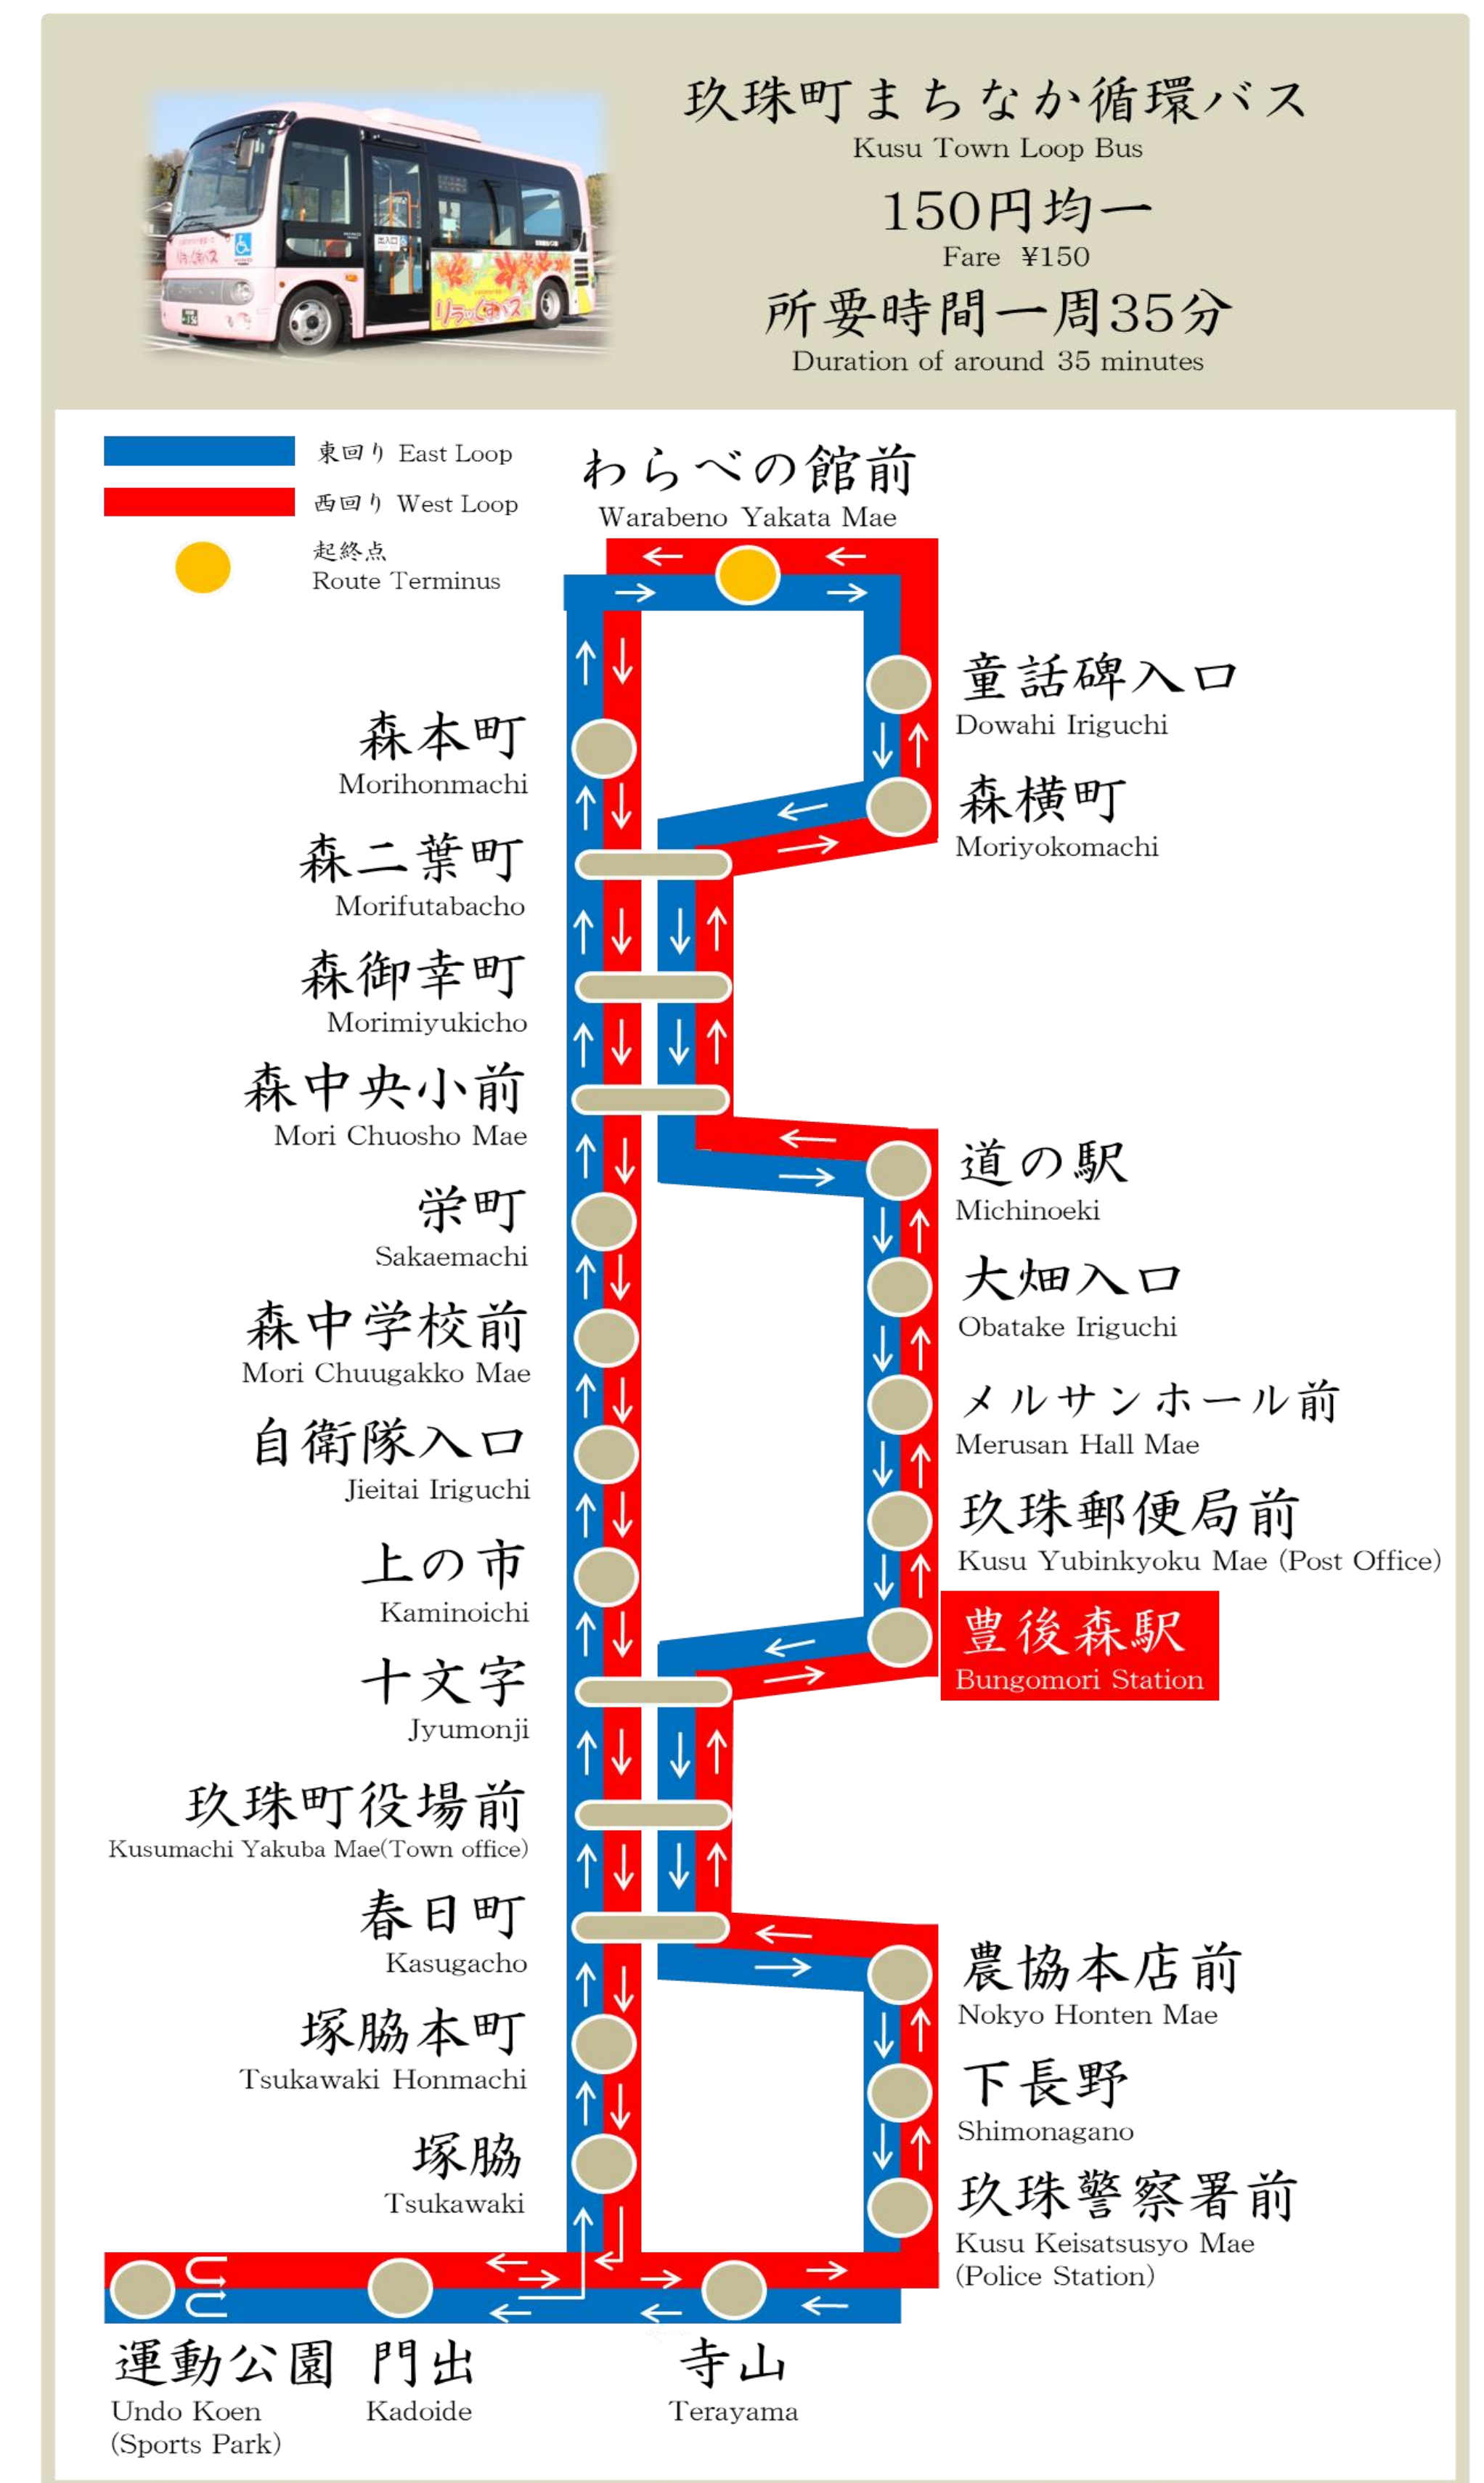 玖珠町まちなか循環バス
Kusu Town Loop Bus
150円均一
Fare ¥150
所要時間一周35分
Duration of around 35 minutes
出入口
リラッくすバス
東回り East Loop
西回り West Loop
起終点
Route Terminus
わらべの館前
Warabeno Yakata Mae
童話碑入口
Dowahi Iriguchi
森本町
Morihonmachi
森横町
Moriyokomachi
森二葉町
Morifutabacho
森御幸町
Morimiyukicho
森中央小前
Mori Chuosho Mae
道の駅
Michinoeki
栄町
Sakaemachi
大畑入口
Obatake Iriguchi
森中学校前
Mori Chuugakko Mae
メルサンホール前
Merusan Hall Mae
自衛隊入口
Jieitai Iriguchi
玖珠郵便局前
Kusu Yubinkyoku Mae (Post Office)
上の市
Kaminoichi
豊後森駅
Bungomori Station
十文字
Jyumonji
玖珠町役場前
Kusumachi Yakuba Mae(Town office)
春日町
Kasugacho
農協本店前
Nokyo Honten Mae
塚脇本町
Tsukawaki Honmachi
下長野
Shimonagano
塚脇
Tsukawaki
玖珠警察署前
Kusu Keisatsusyo Mae
(Police Station)
運動公園
Undo Koen
(Sports Park)
門出
Kadoide
寺山
Terayama